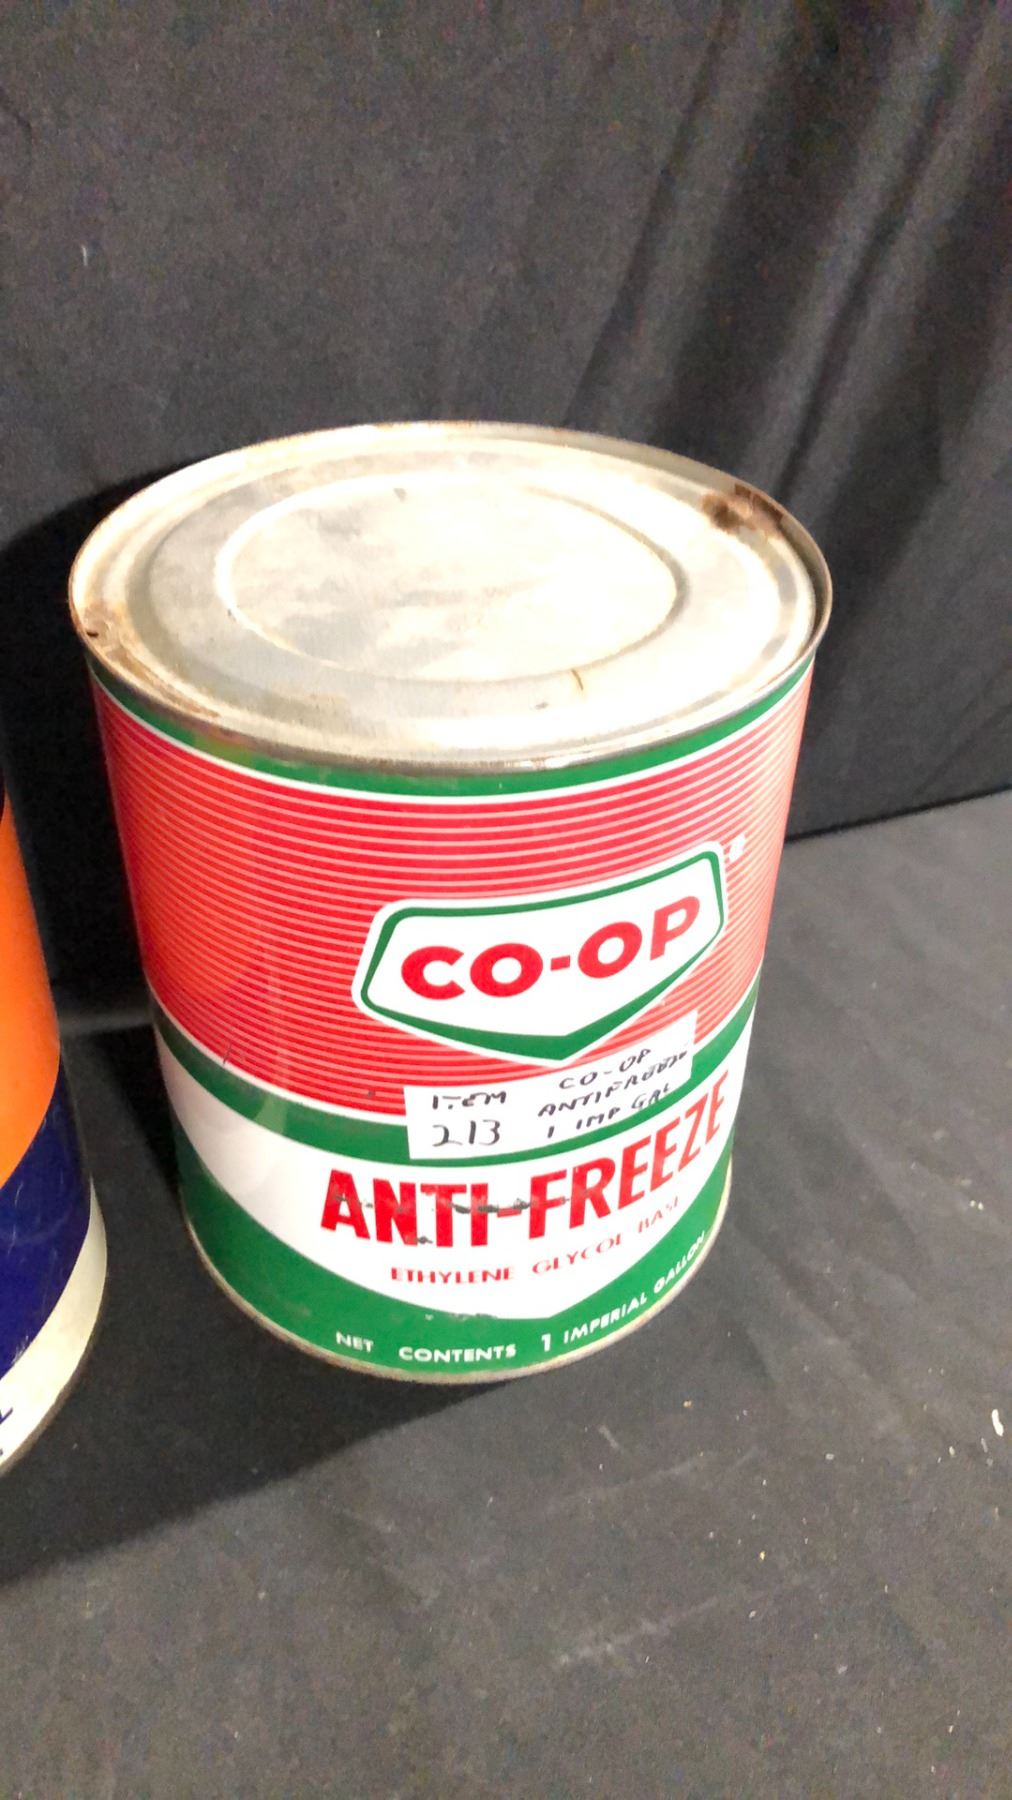 CO-OP
ITEM 213
CO-OP
ANTIFREEZE
1 IMP GAL
ANTI-FREEZE
ETHYLENE GLYCOL BASE
NET CONTENTS 1 IMPERIAL GALLON